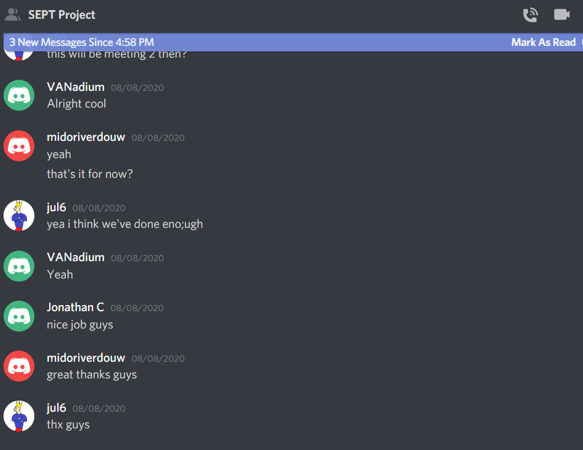 SEPT Project
3 New Messages Since 4:58 PM Mark As Read
this will be meeting 2 then?
VANadium 08/08/2020
Alright cool
midoriverdouw 08/08/2020
yeah
that's it for now?
jul6 08/08/2020
yea i think we've done eno;ugh
VANadium 08/08/2020
Yeah
Jonathan C 08/08/2020
nice job guys
midoriverdouw 08/08/2020
great thanks guys
jul6 08/08/2020
thx guys